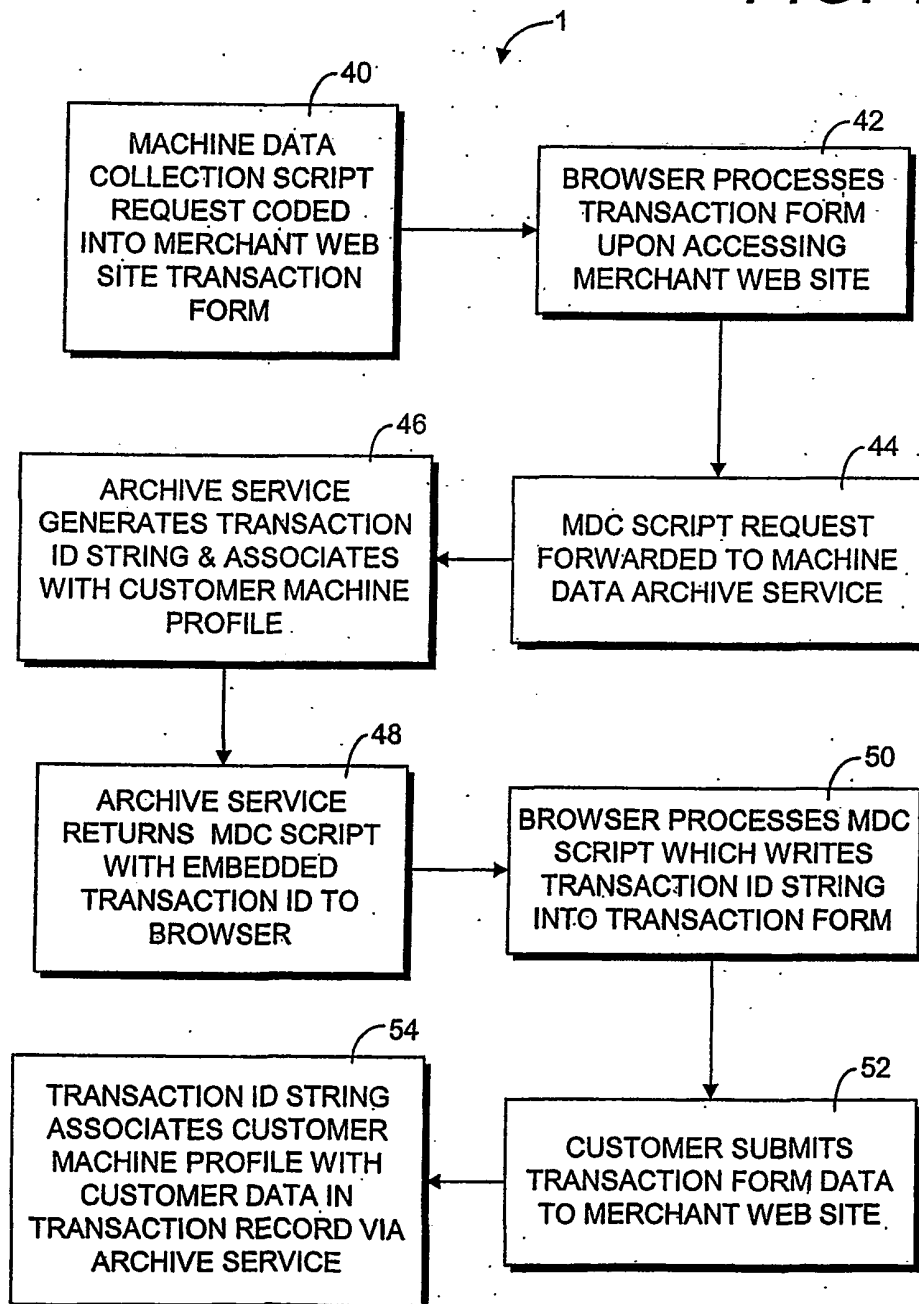 1
40
MACHINE DATA
COLLECTION SCRIPT
REQUEST CODED
INTO MERCHANT WEB
SITE TRANSACTION
FORM
42
BROWSER PROCESSES
TRANSACTION FORM
UPON ACCESSING
MERCHANT WEB SITE
44
MDC SCRIPT REQUEST
FORWARDED TO MACHINE
DATA ARCHIVE SERVICE
46
ARCHIVE SERVICE
GENERATES TRANSACTION
ID STRING & ASSOCIATES
WITH CUSTOMER MACHINE
PROFILE
48
ARCHIVE SERVICE
RETURNS MDC SCRIPT
WITH EMBEDDED
TRANSACTION ID TO
BROWSER
50
BROWSER PROCESSES MDC
SCRIPT WHICH WRITES
TRANSACTION ID STRING
INTO TRANSACTION FORM
52
CUSTOMER SUBMITS
TRANSACTION FORM DATA
TO MERCHANT WEB SITE
54
TRANSACTION ID STRING
ASSOCIATES CUSTOMER
MACHINE PROFILE WITH
CUSTOMER DATA IN
TRANSACTION RECORD VIA
ARCHIVE SERVICE